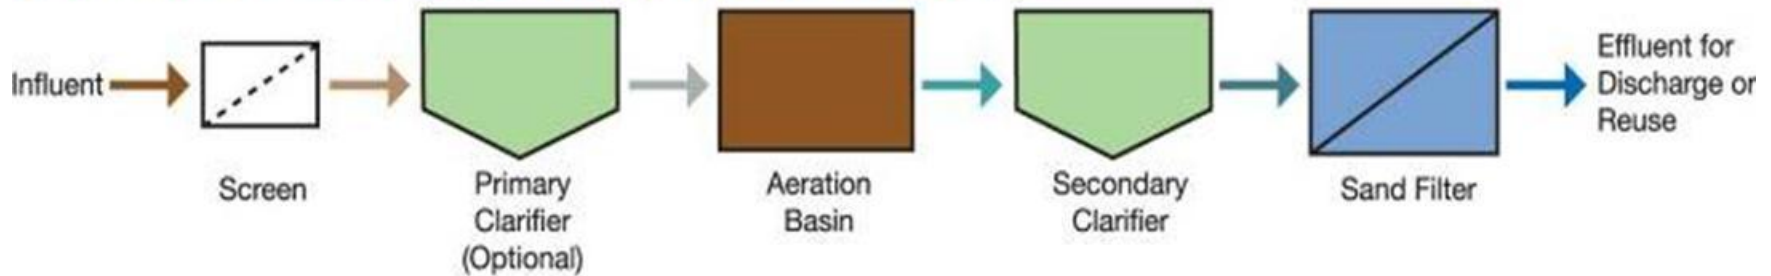 Influent
Screen
Primary
Clarifier
(Optional)
Aeration
Basin
Secondary
Clarifier
Sand Filter
Effluent for
Discharge or
Reuse